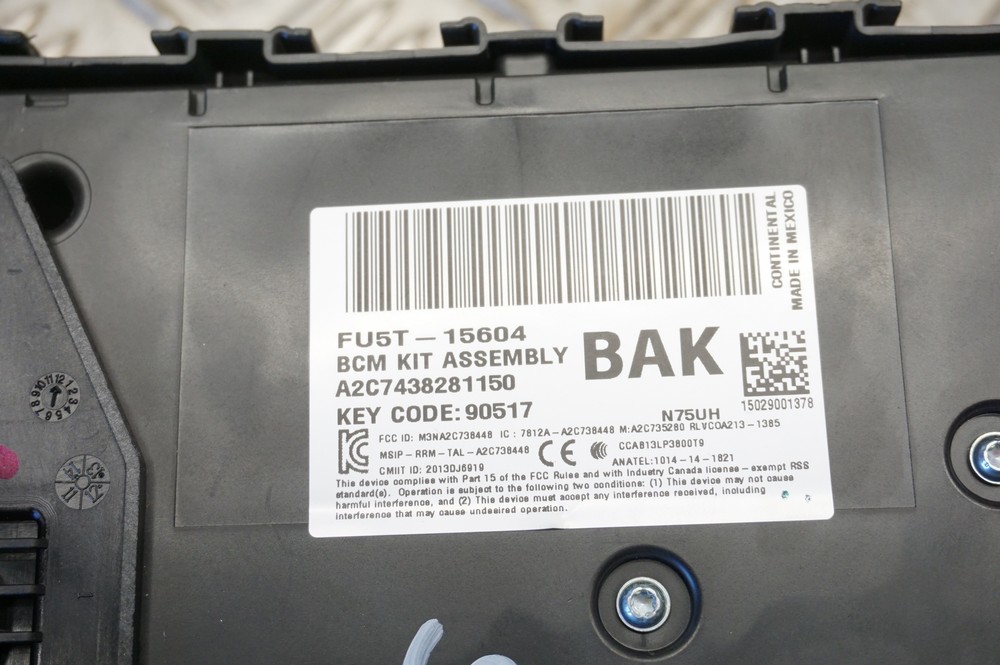 CONTINENTAL
MADE IN MEXICO
FU5T-15604
BCM KIT ASSEMBLY
BAK
A2C7438281150
KEY CODE: 90517
N75UH
15029001378
FCC ID: M3NA2C738448 IC: 7812A-A2C738448 M:A2C735280 RLVCOA213-1385
MSIP-RRM-TAL-A2C738448
CE
CCAB13LP3800T9
CMIIT ID: 2013DJ6919
ANATEL:1014-14-1821
This device complies with Part 15 of the FCC Rules and with Industry Canada license-exempt RSS
standard(s). Operation is subject to the following two conditions: (1) This device may not cause
harmful interference, and (2) This device must accept any interference received, including
interference that may cause undesired operation.